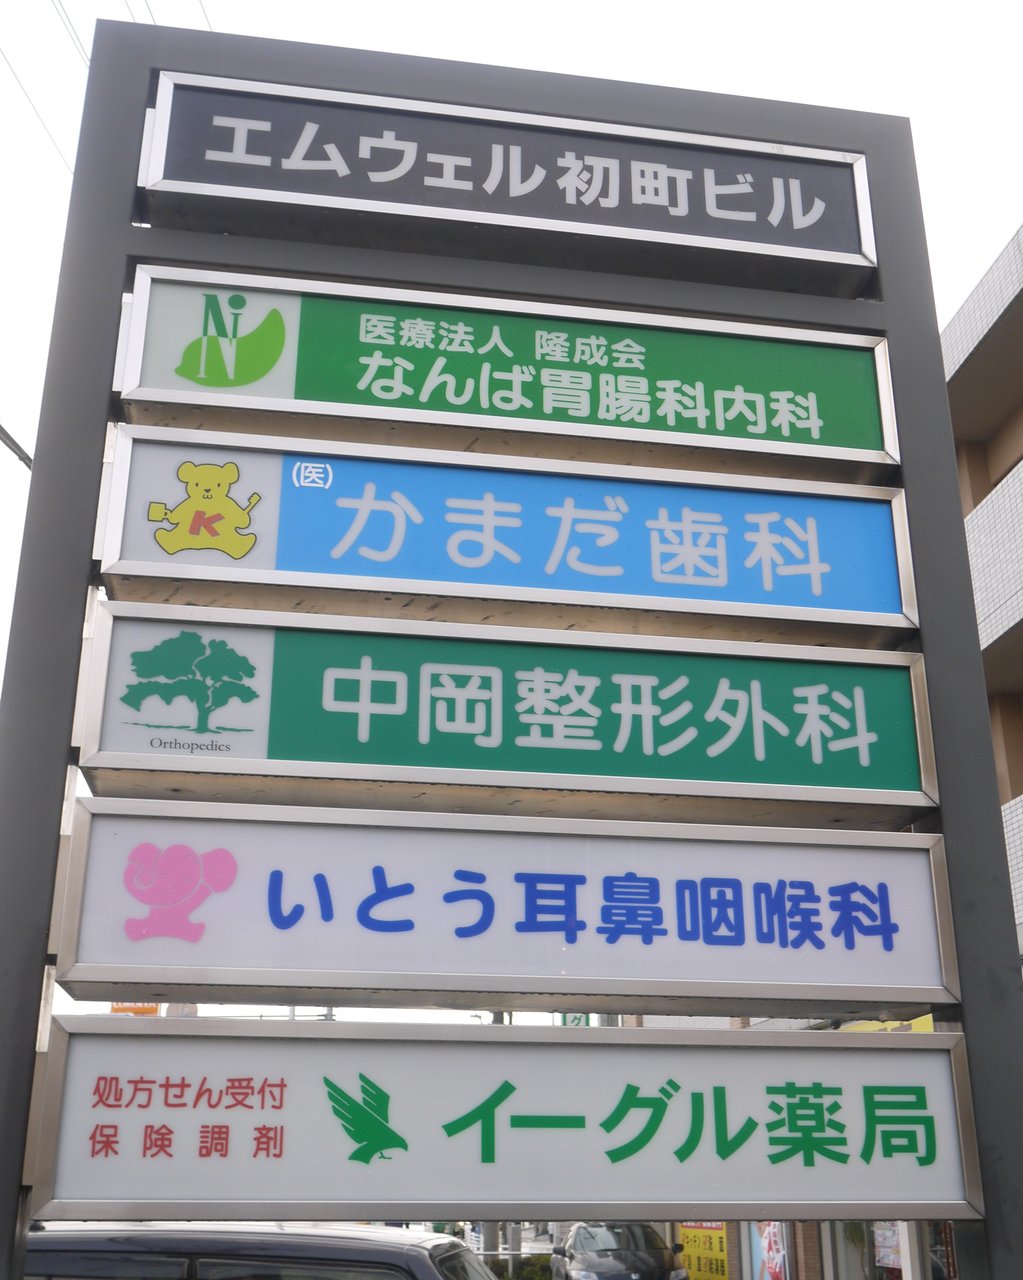 エムウェル初町ビル
NiN
医療法人 隆成会
なんば胃腸科内科
K
(医)
かまだ歯科
Orthopedics
中岡整形外科
いとう耳鼻咽喉科
処方せん受付
保険調剤
イーグル薬局